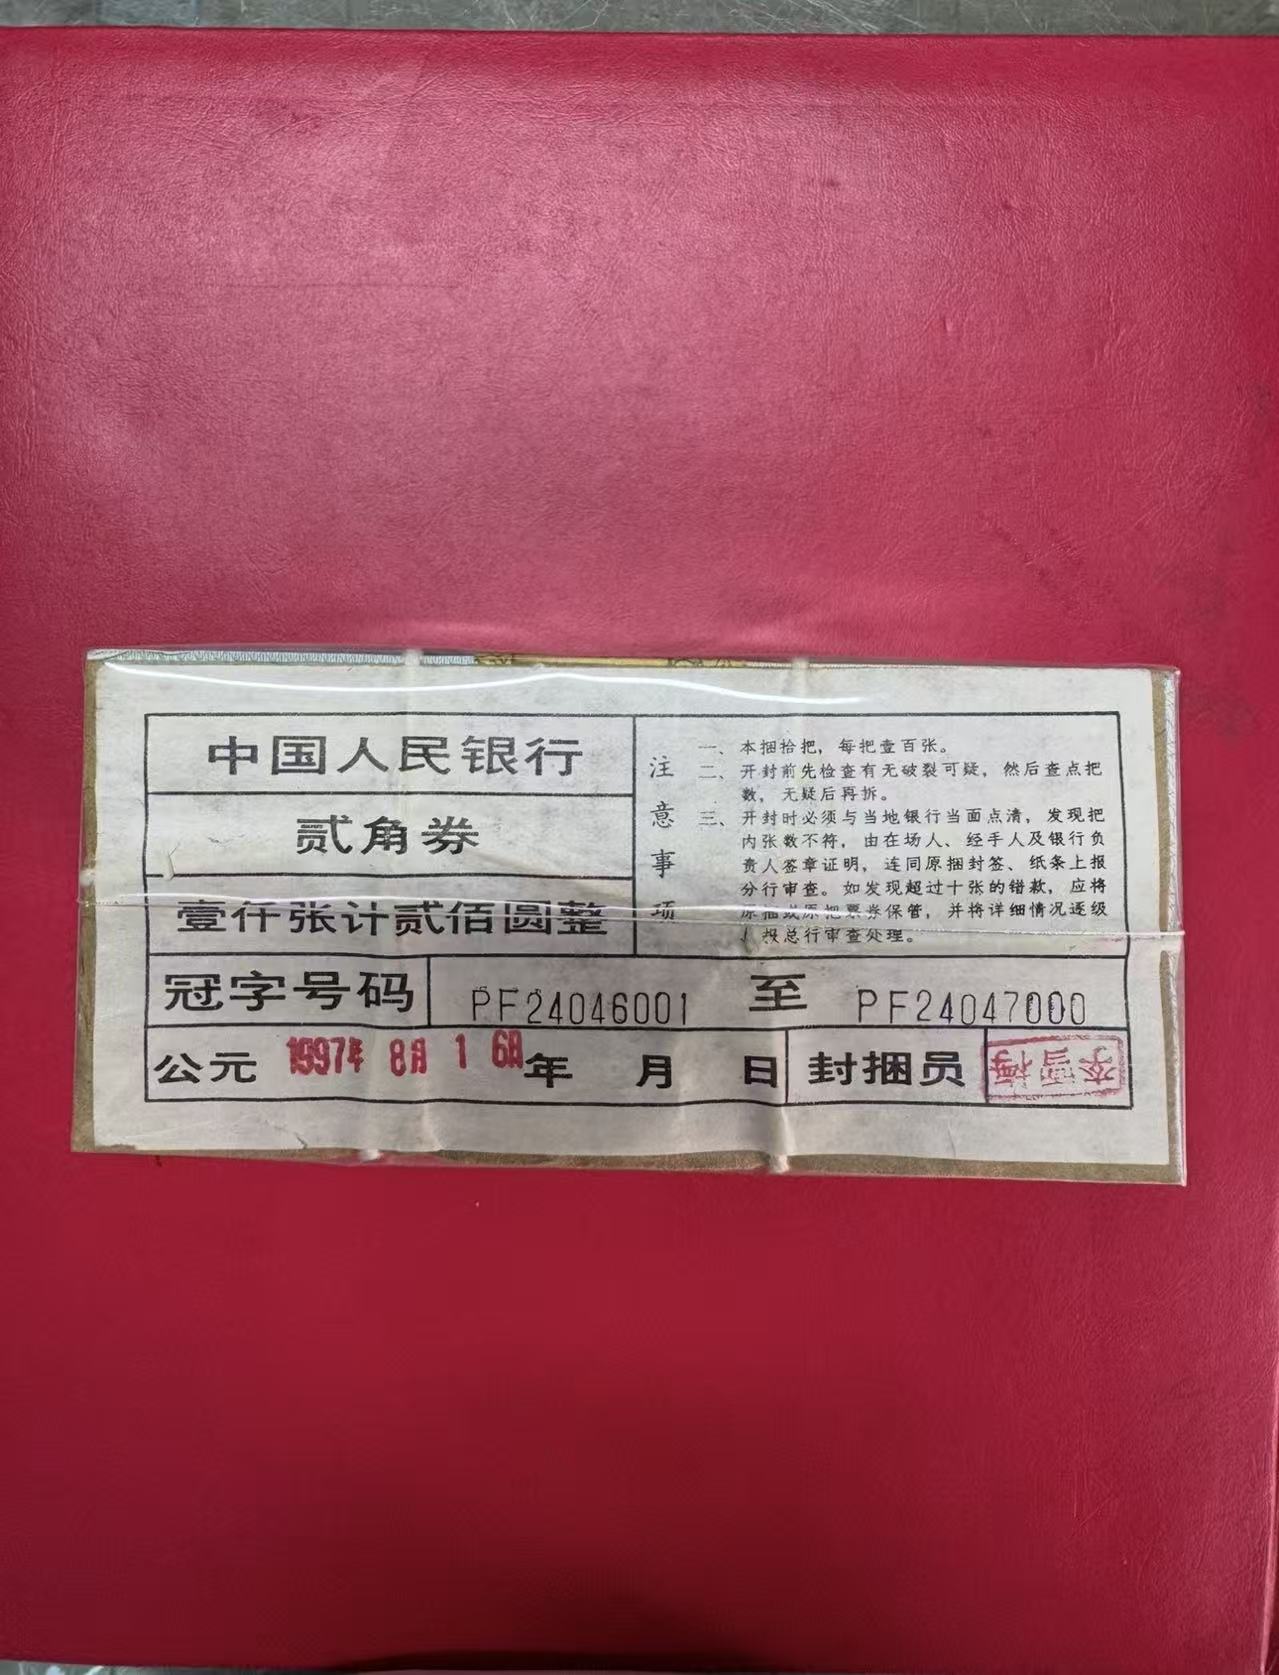 中国人民银行
贰角券
壹仟张计贰佰圆整
注意事项
一、本捆拾把，每把壹百张。
二、开封前先检查有无破裂可疑，然后查点把
数，无疑后再拆。
三、开封时必须与当地银行当面点清，发现把
内张数不符，由在场人、经手人及银行负
责人签章证明，连同原捆封签、纸条上报
分行审查。如发现超过十张的错款，应将
原捆或原把票券保管，并将详细情况逐级
报总行审查处理。
冠字号码 PF24046001 至 PF24047000
公元 1997年 8月 16日 年 月 日 封捆员 李雪梅